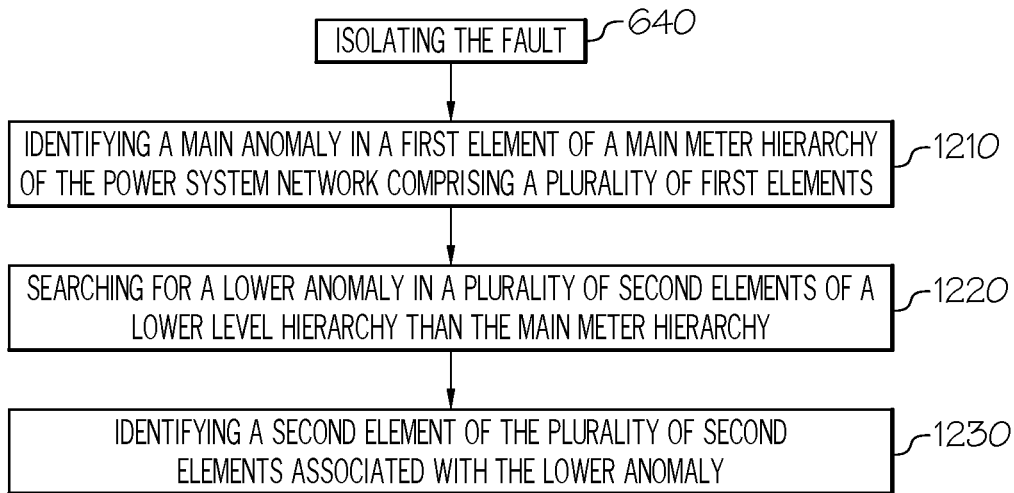 ISOLATING THE FAULT
640
IDENTIFYING A MAIN ANOMALY IN A FIRST ELEMENT OF A MAIN METER HIERARCHY
OF THE POWER SYSTEM NETWORK COMPRISING A PLURALITY OF FIRST ELEMENTS
1210
SEARCHING FOR A LOWER ANOMALY IN A PLURALITY OF SECOND ELEMENTS OF A
LOWER LEVEL HIERARCHY THAN THE MAIN METER HIERARCHY
1220
IDENTIFYING A SECOND ELEMENT OF THE PLURALITY OF SECOND
ELEMENTS ASSOCIATED WITH THE LOWER ANOMALY
1230